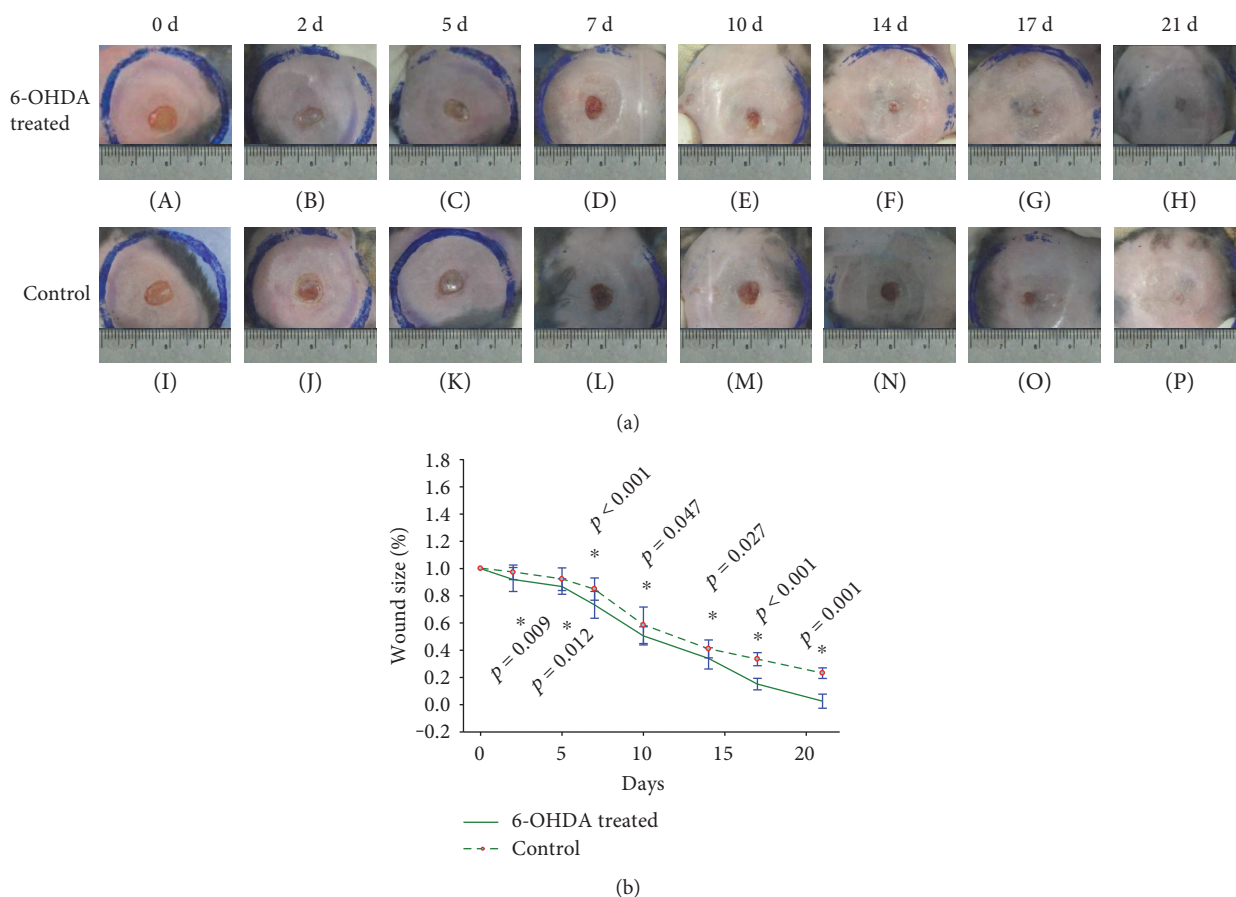 0 d 2 d 5 d 7 d 10 d 14 d 17 d 21 d
6-OHDA
treated
(A) (B) (C) (D) (E) (F) (G) (H)
Control
(I) (J) (K) (L) (M) (N) (O) (P)
(a)
Wound size (%)
1.8
1.6
1.4
1.2
1.0
0.8
0.6
0.4
0.2
0.0
−0.2
p = 0.009
*
p = 0.012
*
p < 0.001
*
p = 0.047
*
p = 0.027
*
p < 0.001
*
p = 0.001
*
0 5 10 15 20
Days
6-OHDA treated
Control
(b)